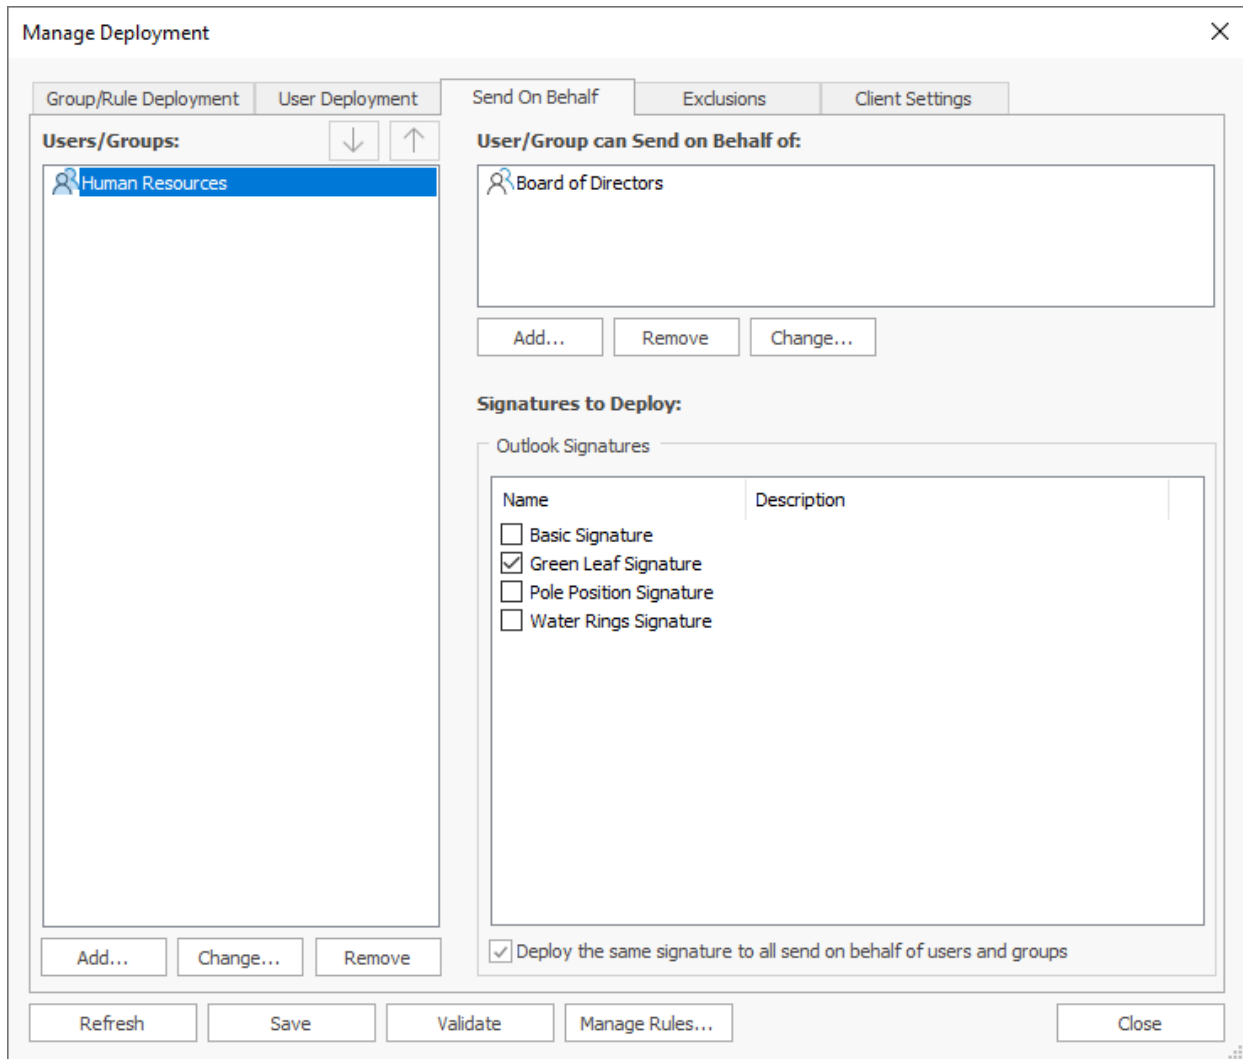 Manage Deployment
Group/Rule Deployment
User Deployment
Send On Behalf
Exclusions
Client Settings
Users/Groups:
Human Resources
Add...
Change...
Remove
User/Group can Send on Behalf of:
Board of Directors
Add...
Remove
Change...
Signatures to Deploy:
Outlook Signatures
Name
Description
Basic Signature
Green Leaf Signature
Pole Position Signature
Water Rings Signature
Deploy the same signature to all send on behalf of users and groups
Refresh
Save
Validate
Manage Rules...
Close